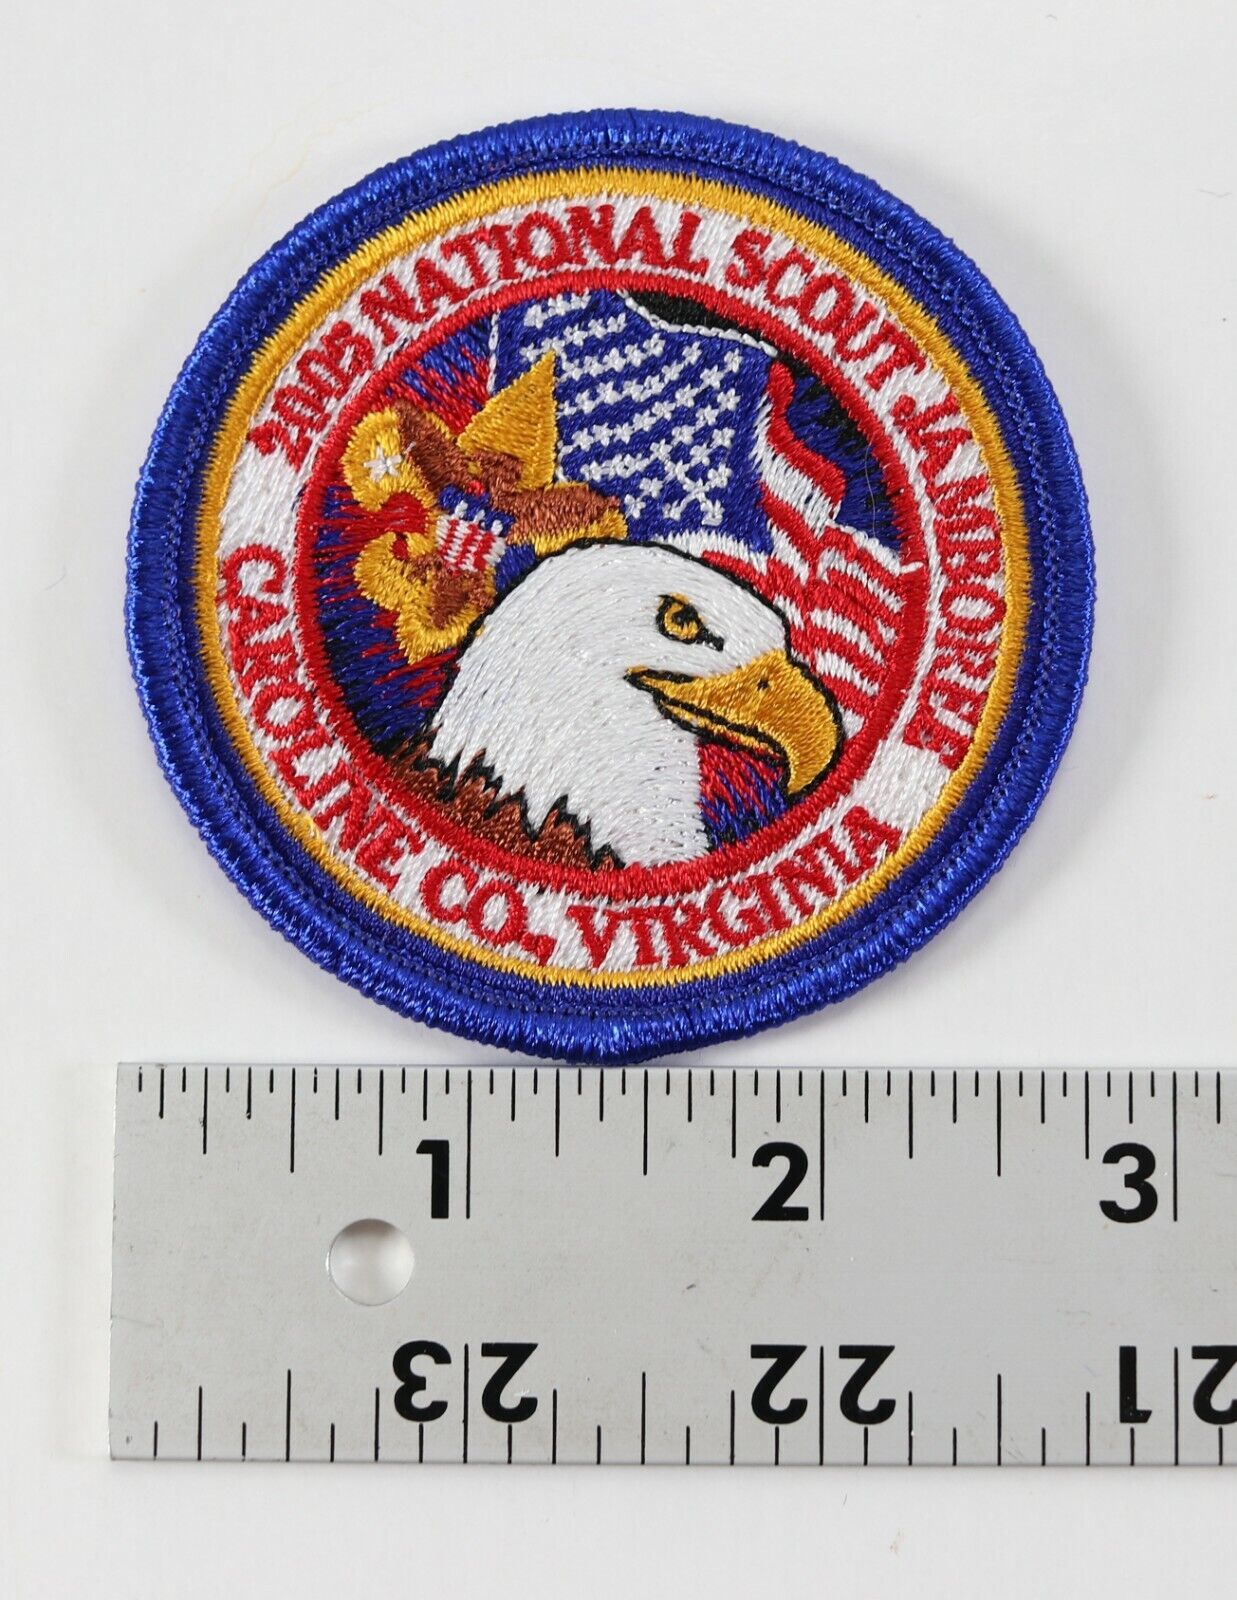 2005 NATIONAL SCOUT JAMBOREE
CAROLINE CO., VIRGINIA
1 2 3
23 22 21